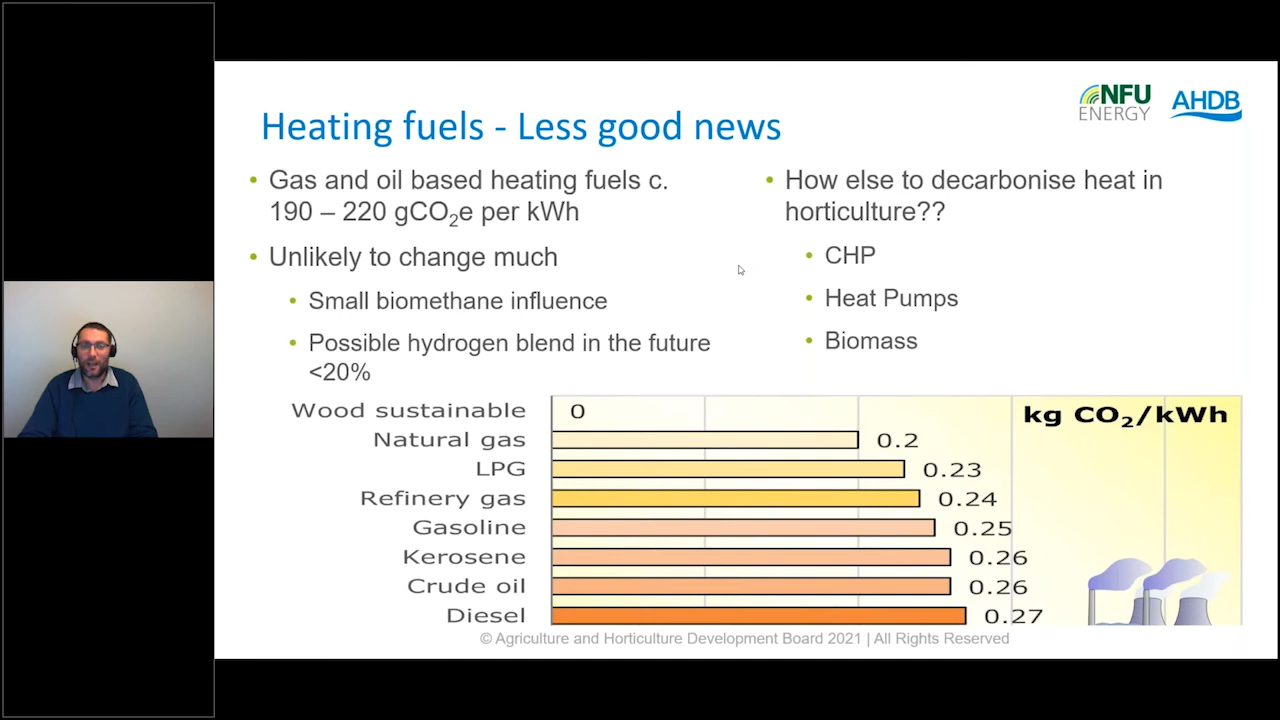 NFU
ENERGY
AHDB
Heating fuels - Less good news
• Gas and oil based heating fuels c.
190 – 220 gCO₂e per kWh
• Unlikely to change much
• Small biomethane influence
• Possible hydrogen blend in the future
<20%
• How else to decarbonise heat in
horticulture??
• CHP
• Heat Pumps
• Biomass
kg CO₂/kWh
Wood sustainable 0
Natural gas 0.2
LPG 0.23
Refinery gas 0.24
Gasoline 0.25
Kerosene 0.26
Crude oil 0.26
Diesel 0.27
© Agriculture and Horticulture Development Board 2021 | All Rights Reserved